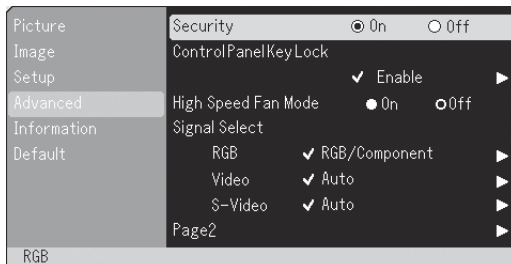 Picture
Image
Setup
Advanced
Information
Default
Security On Off
ControlPanelKeyLock
Enable
High Speed Fan Mode On Off
Signal Select
RGB RGB/Component
Video Auto
S-Video Auto
Page2
RGB